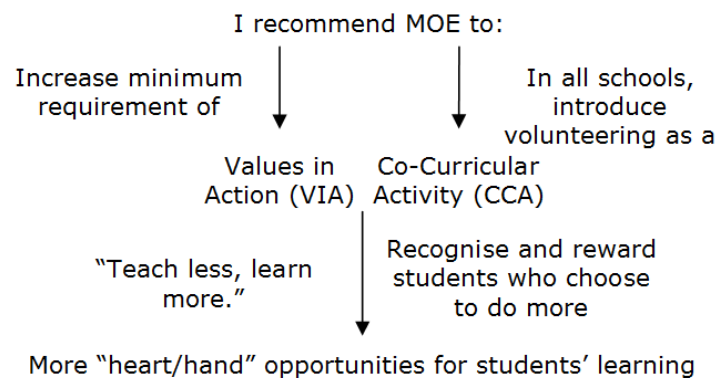 I recommend MOE to:
Increase minimum
requirement of
In all schools,
introduce
volunteering as a
Values in
Action (VIA)
Co-Curricular
Activity (CCA)
“Teach less, learn
more.”
Recognise and reward
students who choose
to do more
More “heart/hand” opportunities for students’ learning